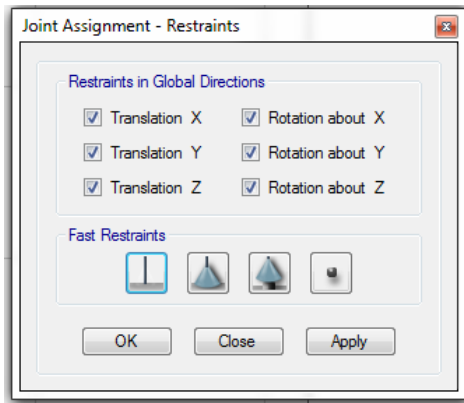 Joint Assignment - Restraints
Restraints in Global Directions
Translation X
Rotation about X
Translation Y
Rotation about Y
Translation Z
Rotation about Z
Fast Restraints
OK
Close
Apply